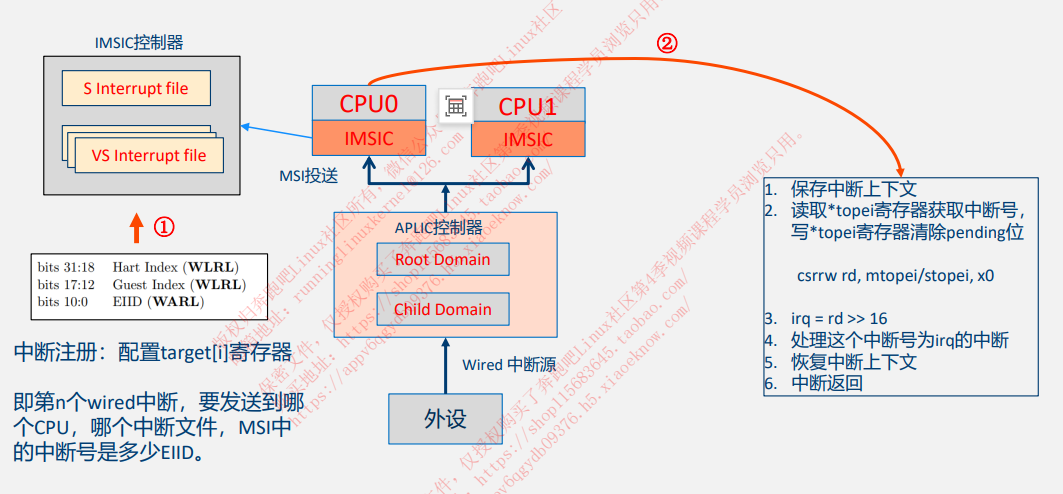 IMSIC控制器
S Interrupt file
VS Interrupt file
①
bits 31:18 Hart Index (WLRL)
bits 17:12 Guest Index (WLRL)
bits 10:0 EIID (WARL)
中断注册：配置target[i]寄存器
即第n个wired中断，要发送到哪
个CPU，哪个中断文件，MSI中
的中断号是多少EIID。
CPU0
IMSIC
CPU1
IMSIC
MSI投送
APLIC控制器
Root Domain
Child Domain
Wired 中断源
外设
②
1. 保存中断上下文
2. 读取*topei寄存器获取中断号，
写*topei寄存器清除pending位
csrrw rd, mtopei/stopei, x0
3. irq = rd >> 16
4. 处理这个中断号为irq的中断
5. 恢复中断上下文
6. 中断返回